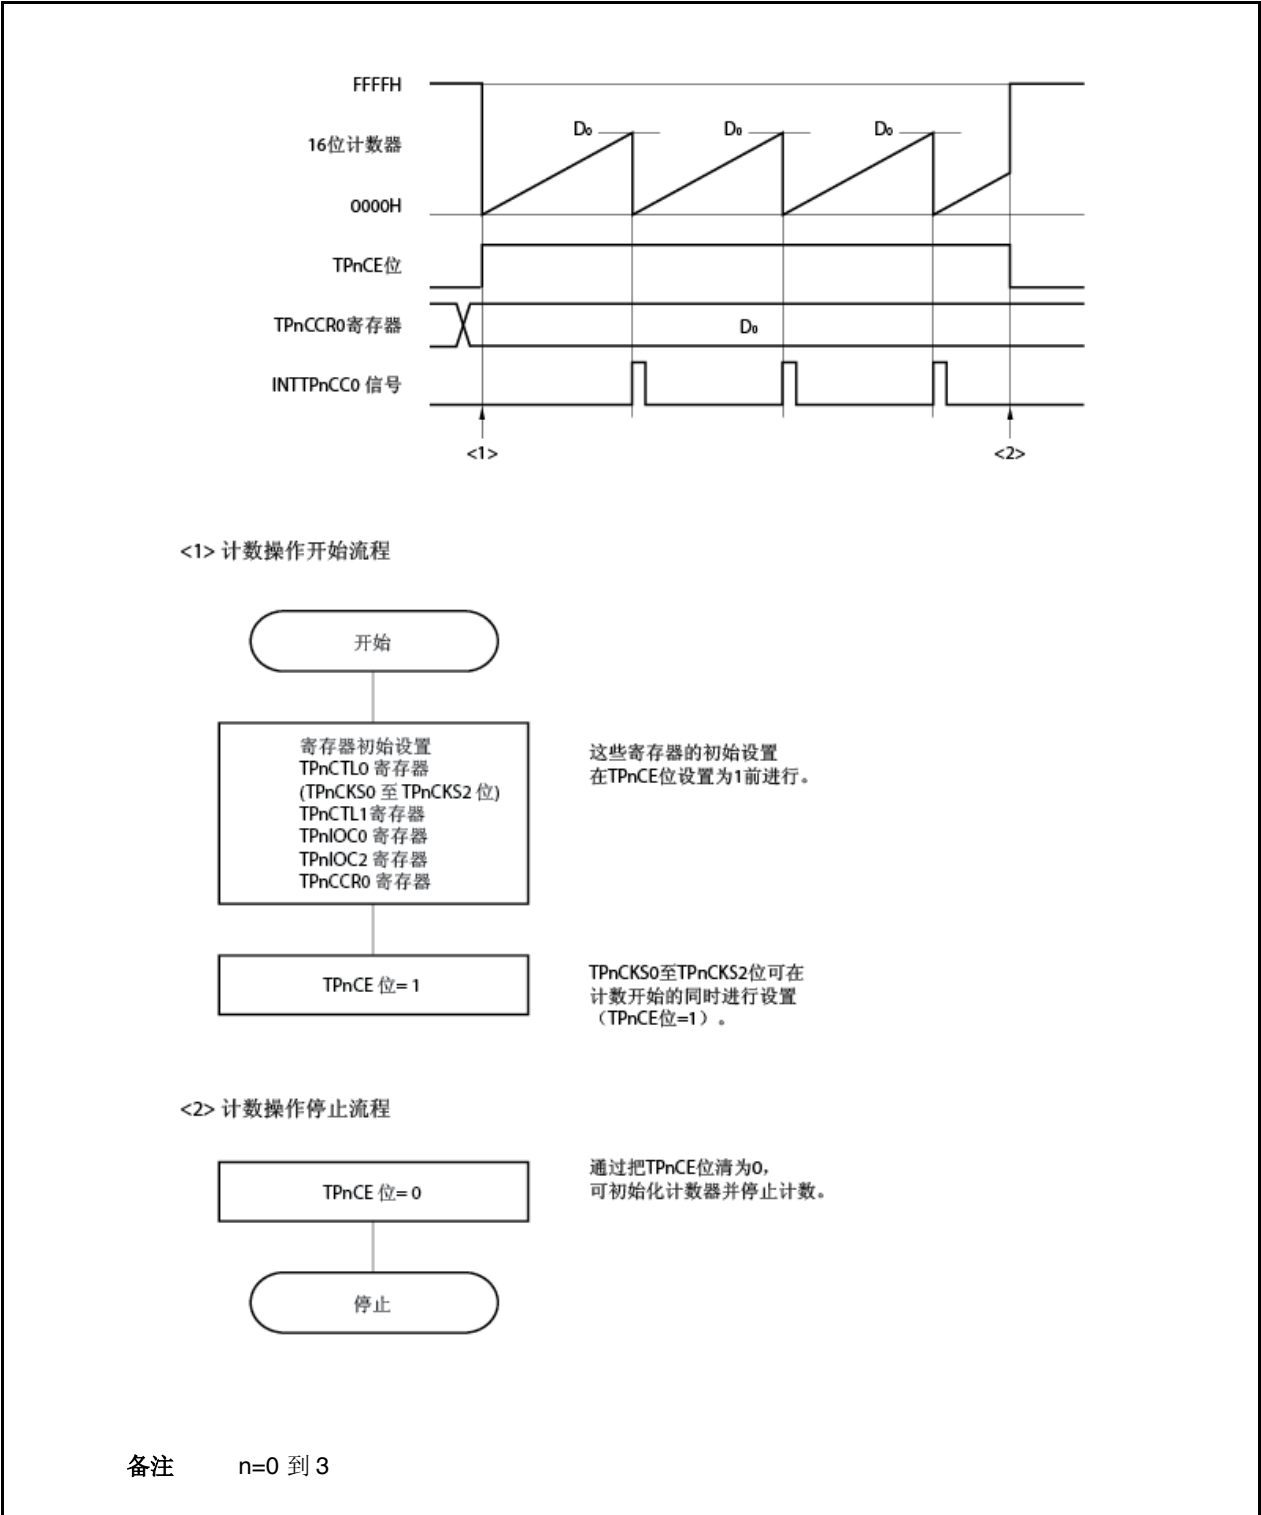 FFFFH
D₀ D₀ D₀
16位计数器
0000H
TPnCE位
TPnCCR0寄存器
D₀
INTTPnCC0 信号
<1> <2>
<1> 计数操作开始流程
开始
寄存器初始设置
TPnCTL0 寄存器
(TPnCKS0 至 TPnCKS2 位)
TPnCTL1寄存器
TPnIOC0 寄存器
TPnIOC2 寄存器
TPnCCR0 寄存器
这些寄存器的初始设置
在TPnCE位设置为1前进行。
TPnCE 位= 1
TPnCKS0至TPnCKS2位可在
计数开始的同时进行设置
（TPnCE位=1）。
<2> 计数操作停止流程
TPnCE 位= 0
通过把TPnCE位清为0，
可初始化计数器并停止计数。
停止
备注 n=0 到 3